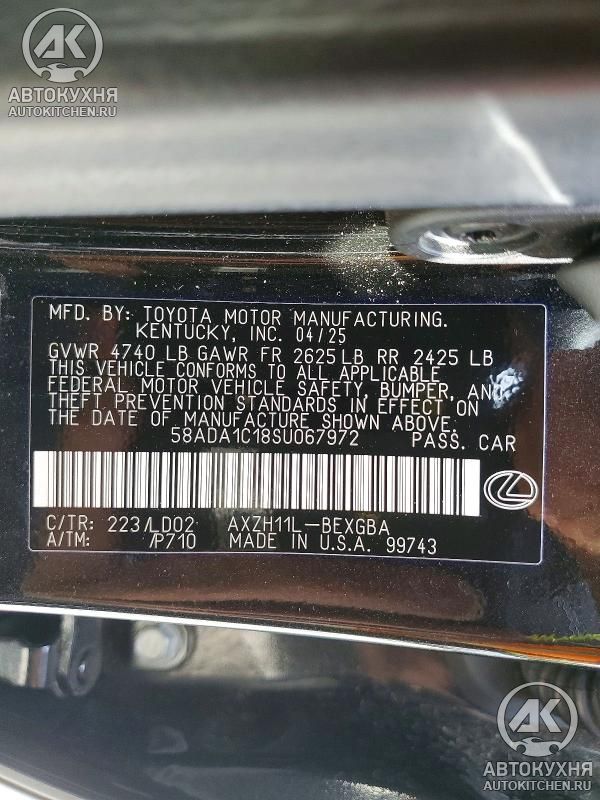 AK
АВТОКУХНЯ
AUTOKITCHEN.RU
MFD. BY: TOYOTA MOTOR MANUFACTURING.
KENTUCKY, INC. 04/25
GVWR 4740 LB GAWR FR 2625 LB RR 2425 LB
THIS VEHICLE CONFORMS TO ALL APPLICABLE
FEDERAL MOTOR VEHICLE SAFETY, BUMPER, AND
THEFT PREVENTION STANDARDS IN EFFECT ON
THE DATE OF MANUFACTURE SHOWN ABOVE.
58ADA1C18SU067972 PASS. CAR
C/TR: 223/LD02 AXZH11L-BEXGBA
A/TM: /P710 MADE IN U.S.A. 99743
AK
АВТОКУХНЯ
AUTOKITCHEN.RU